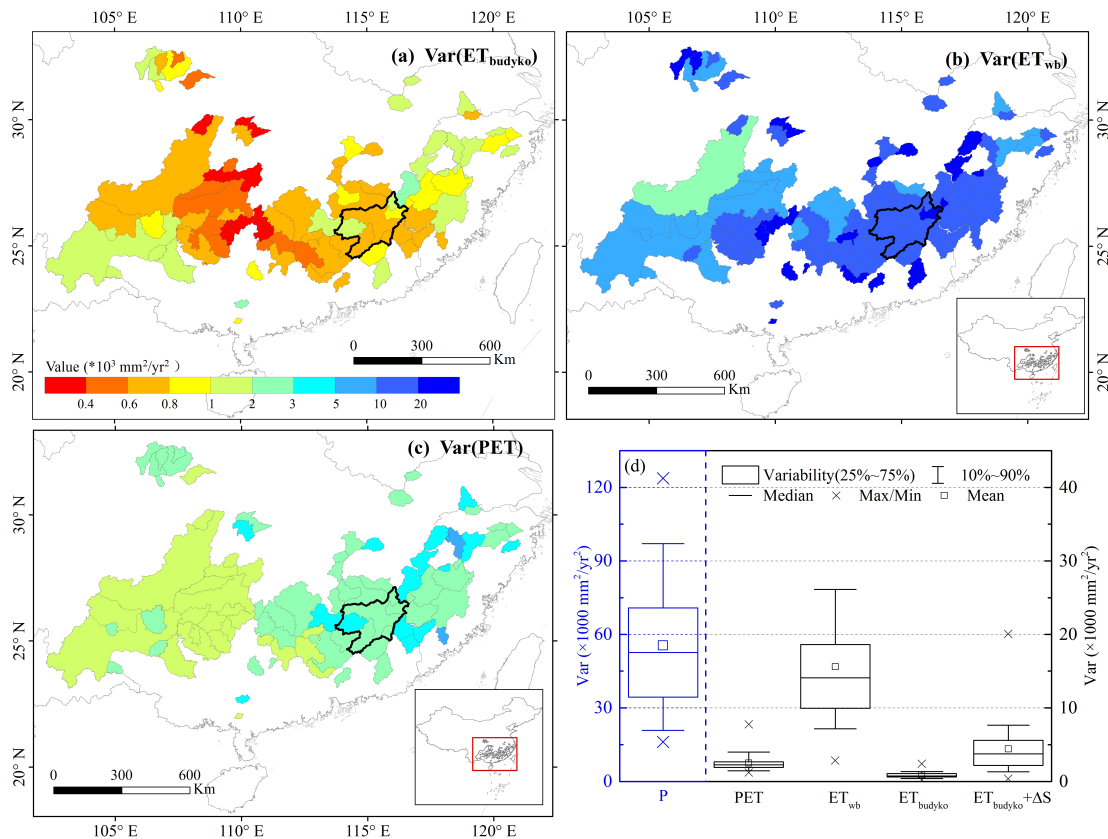 105° E 110° E 115° E 120° E 105° E 110° E 115° E 120° E
(a) Var(ET_budyko)
(b) Var(ET_wb)
30° N
25° N
20° N
30° N
25° N
20° N
Value (*10³ mm²/yr²)
0.4 0.6 0.8 1 2 3 5 10 20
0 300 600
Km
0 300 600
Km
(c) Var(PET)
30° N
25° N
20° N
0 300 600
Km
105° E 110° E 115° E 120° E
(d)
Variability(25%~75%) 10%~90%
Median Max/Min Mean
Var (×1000 mm²/yr²)
120
90
60
30
0
Var (×1000 mm²/yr²)
40
30
20
10
0
P PET ET_wb ET_budyko ET_budyko+ΔS